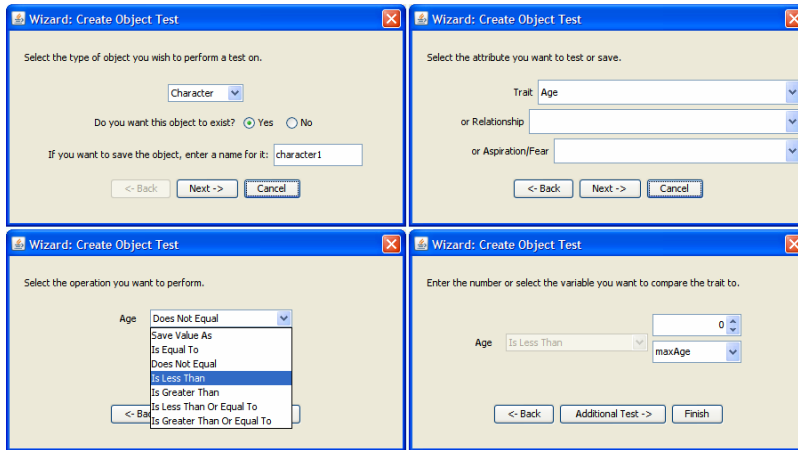 Wizard: Create Object Test
Select the type of object you wish to perform a test on.
Character
Do you want this object to exist? Yes No
If you want to save the object, enter a name for it: character1
<- Back Next -> Cancel
Wizard: Create Object Test
Select the attribute you want to test or save.
Trait Age
or Relationship
or Aspiration/Fear
<- Back Next -> Cancel
Wizard: Create Object Test
Select the operation you want to perform.
Age Does Not Equal
Save Value As
Is Equal To
Does Not Equal
Is Less Than
Is Greater Than
Is Less Than Or Equal To
Is Greater Than Or Equal To
<- Ba
Wizard: Create Object Test
Enter the number or select the variable you want to compare the trait to.
0
Age Is Less Than
maxAge
<- Back Additional Test -> Finish